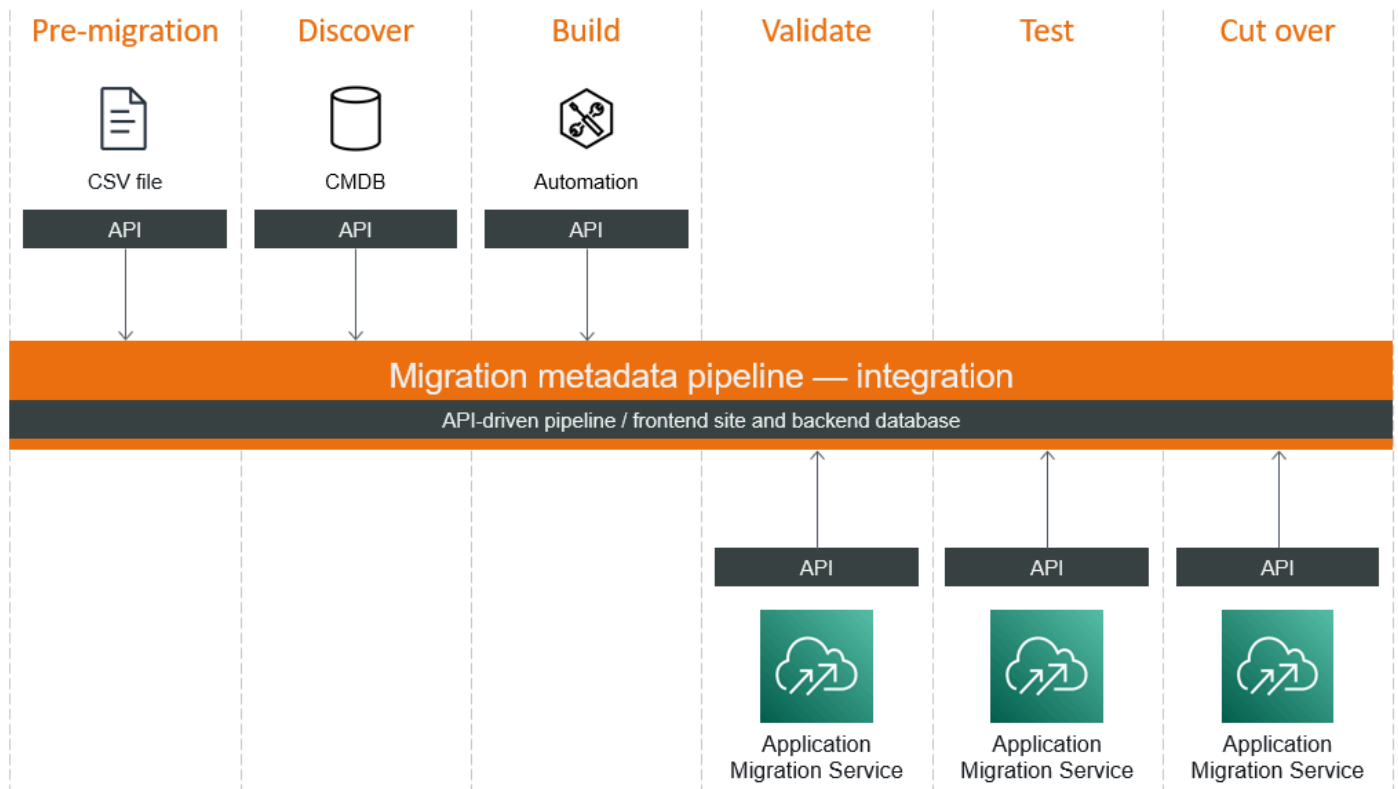 Pre-migration
Discover
Build
Validate
Test
Cut over
CSV file
CMDB
Automation
API
API
API
Migration metadata pipeline — integration
API-driven pipeline / frontend site and backend database
API
API
API
Application
Migration Service
Application
Migration Service
Application
Migration Service